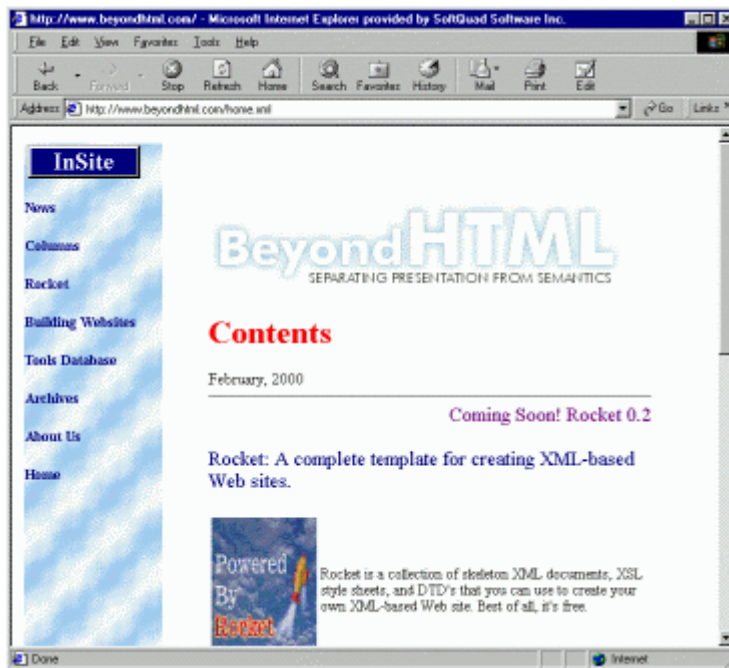 http://www.beyondhtml.com/ - Microsoft Internet Explorer provided by SoftQuad Software Inc.
File Edit View Favorites Tools Help
Back Forward Stop Refresh Home Search Favorites History Mail Print Edit
Address http://www.beyondhtml.com/home.xml Go Links
InSite
News
Columns
Rocket
Building Websites
Tools Database
Archives
About Us
Home
BeyondHTML
SEPARATING PRESENTATION FROM SEMANTICS
Contents
February, 2000
Coming Soon! Rocket 0.2
Rocket: A complete template for creating XML-based
Web sites.
Powered
By
Rocket
Rocket is a collection of skeleton XML documents, XSL
style sheets, and DTD's that you can use to create your
own XML-based Web site. Best of all, it's free.
Done Internet